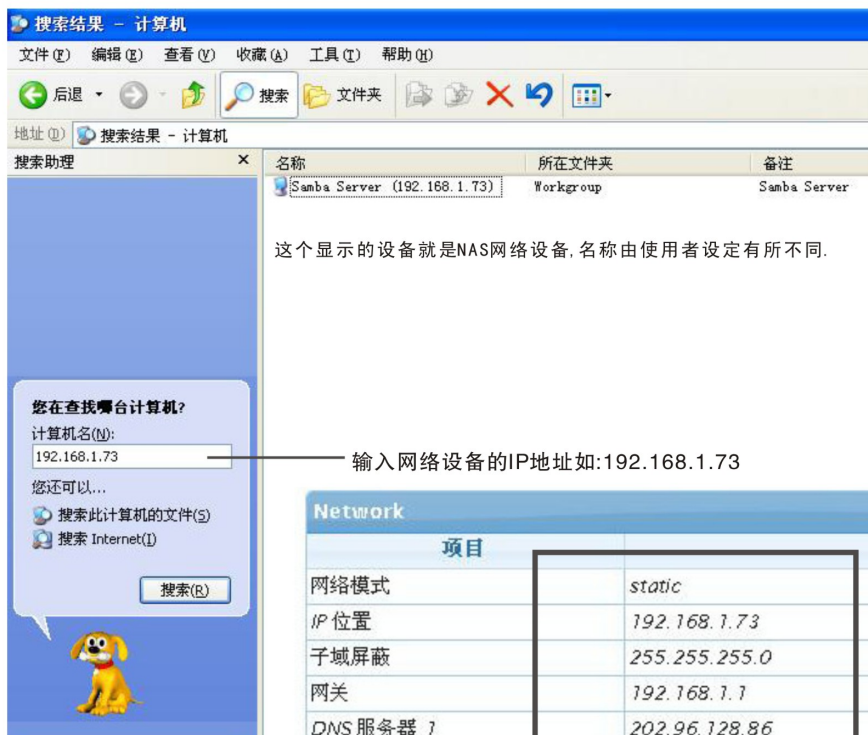 搜索结果 - 计算机
文件(F) 编辑(E) 查看(V) 收藏(A) 工具(T) 帮助(H)
后退 搜索 文件夹
地址(D) 搜索结果 - 计算机
搜索助理
名称 所在文件夹 备注
Samba Server (192.168.1.73) Workgroup Samba Server
这个显示的设备就是NAS网络设备,名称由使用者设定有所不同.
您在查找哪台计算机?
计算机名(N):
192.168.1.73
输入网络设备的IP地址如:192.168.1.73
您还可以...
搜索此计算机的文件(S)
搜索 Internet(I)
搜索(R)
Network
项目
网络模式 static
IP 位置 192.168.1.73
子域屏蔽 255.255.255.0
网关 192.168.1.1
DNS 服务器 1 202.96.128.86